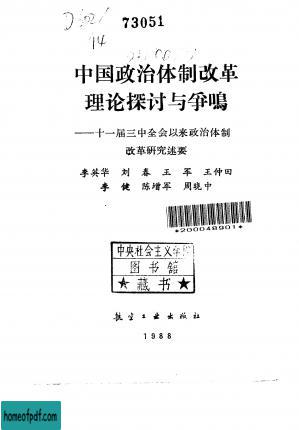 73051
14
中国政治体制改革
理论探讨与争鸣
——十一届三中全会以来政治体制
改革研究述要
李英华 刘春 王军 王仲田
李健 陈增军 周晓中
*200048901*
中央社会主义学院
图书馆
★藏书★
航空工业出版社
1988
homeofpdf.com
homeofpdf.com